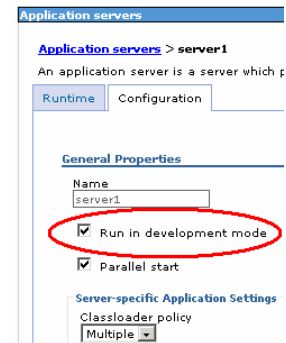 Application servers
Application servers > server1
An application server is a server which
Runtime
Configuration
General Properties
Name
server1
Run in development mode
Parallel start
Server-specific Application Settings
Classloader policy
Multiple